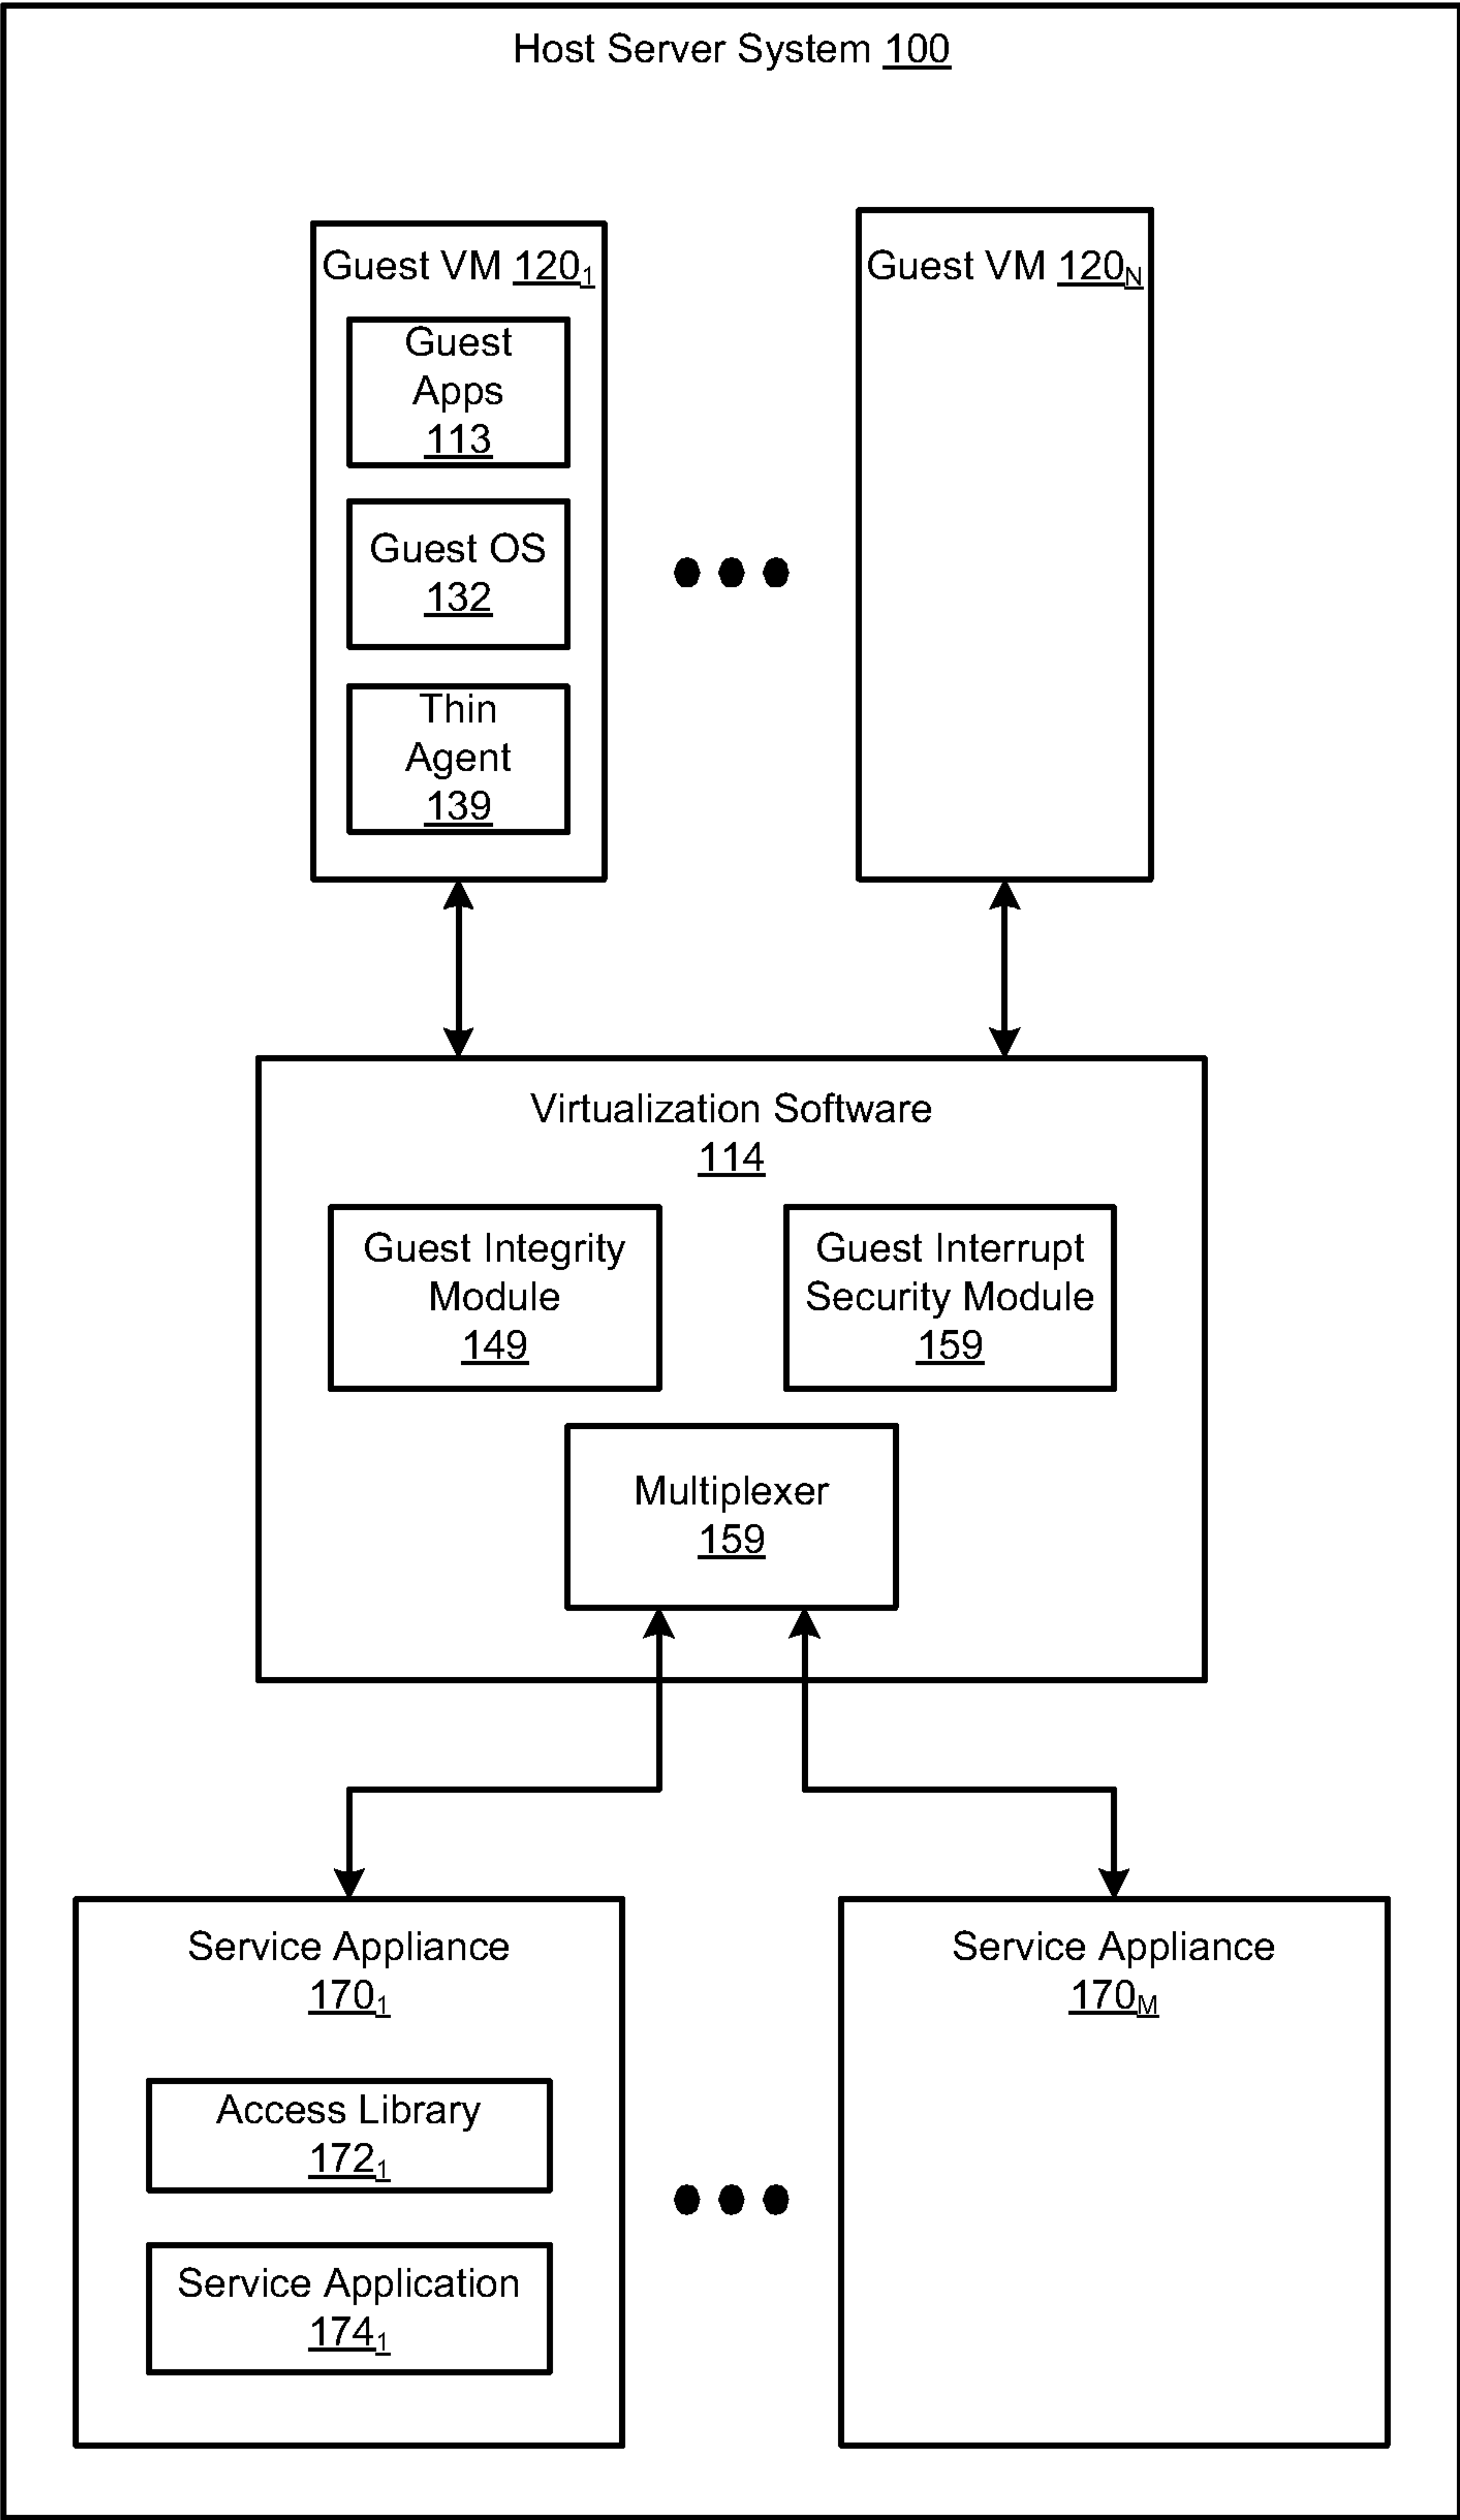 Host Server System 100
Guest VM 120₁
Guest
Apps
113
Guest OS
132
Thin
Agent
139
Guest VM 120N
Virtualization Software
114
Guest Integrity
Module
149
Guest Interrupt
Security Module
159
Multiplexer
159
Service Appliance
170₁
Access Library
172₁
Service Application
174₁
Service Appliance
170M